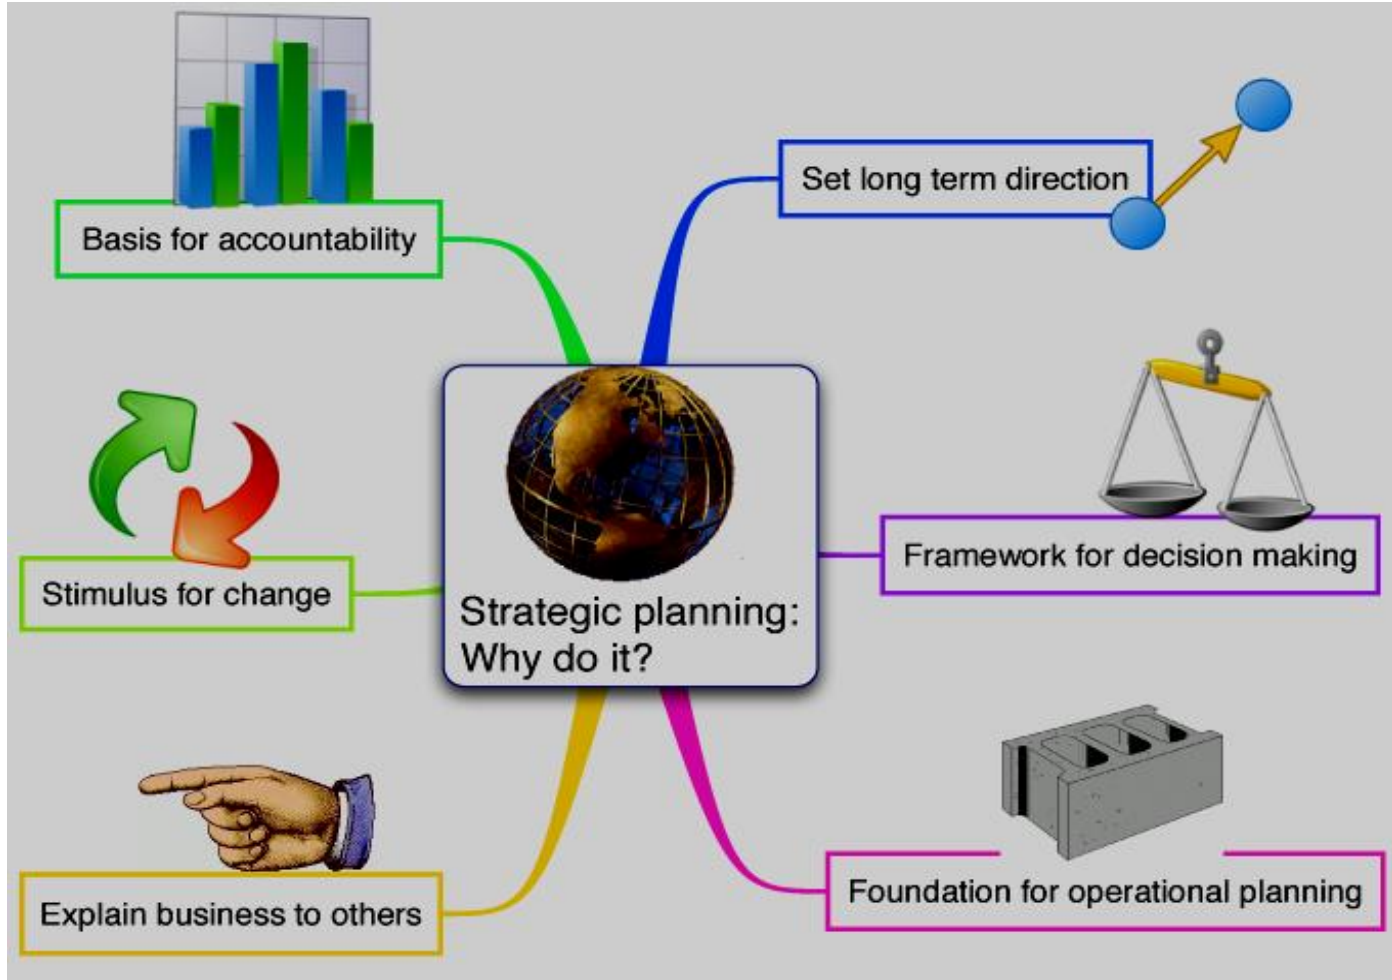 Set long term direction
Basis for accountability
Framework for decision making
Stimulus for change
Strategic planning:
Why do it?
Foundation for operational planning
Explain business to others